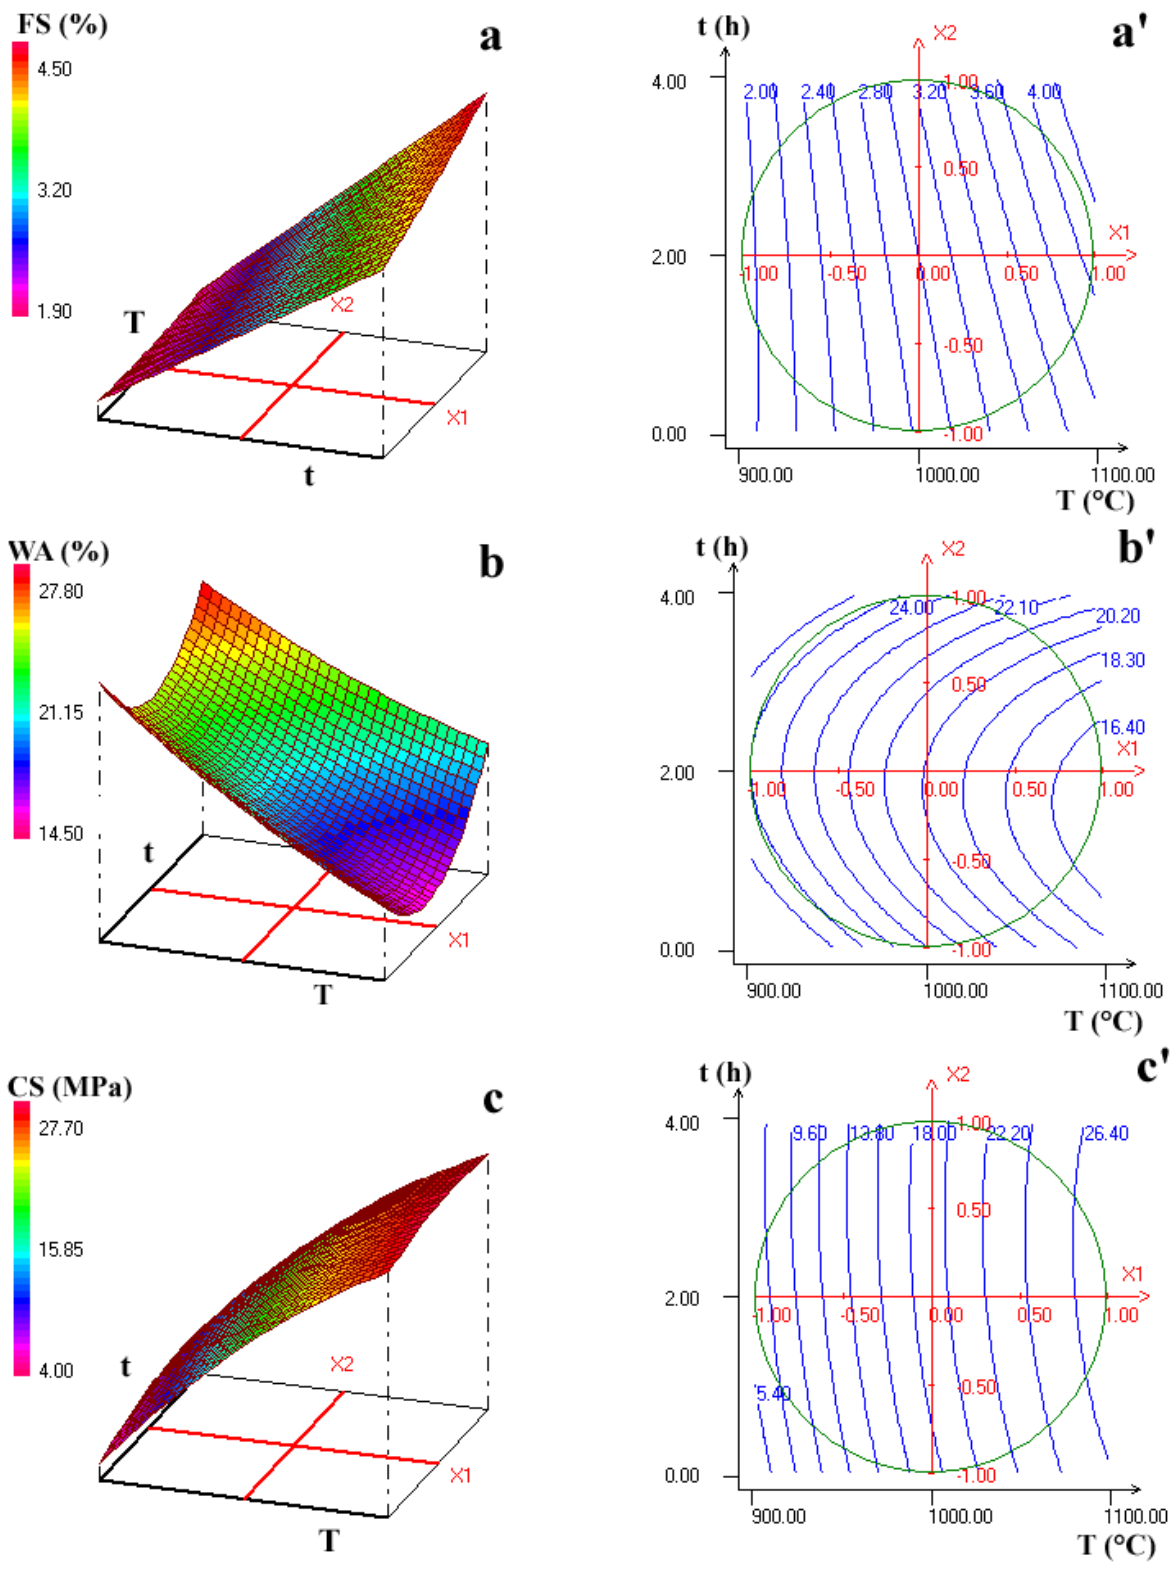 FS (%)
a
4.50
3.20
1.90
T
X2
X1
t
t (h)
X2
a'
4.00
2.00
2.40
2.80
3.20
3.60
4.00
1.00
0.50
X1
2.00
-1.00
-0.50
0.00
0.50
1.00
-0.50
0.00
-1.00
900.00
1000.00
1100.00
T (°C)
WA (%)
b
27.80
21.15
14.50
t
X1
T
t (h)
X2
b'
4.00
24.00
1.00
22.10
20.20
18.30
0.50
16.40
X1
2.00
-1.00
-0.50
0.00
0.50
1.00
-0.50
0.00
-1.00
900.00
1000.00
1100.00
T (°C)
CS (MPa)
c
27.70
15.85
4.00
t
X2
X1
T
t (h)
X2
c'
4.00
9.60
13.80
18.00
1.00
22.20
26.40
0.50
X1
2.00
-1.00
-0.50
0.00
0.50
1.00
5.40
-0.50
0.00
-1.00
900.00
1000.00
1100.00
T (°C)